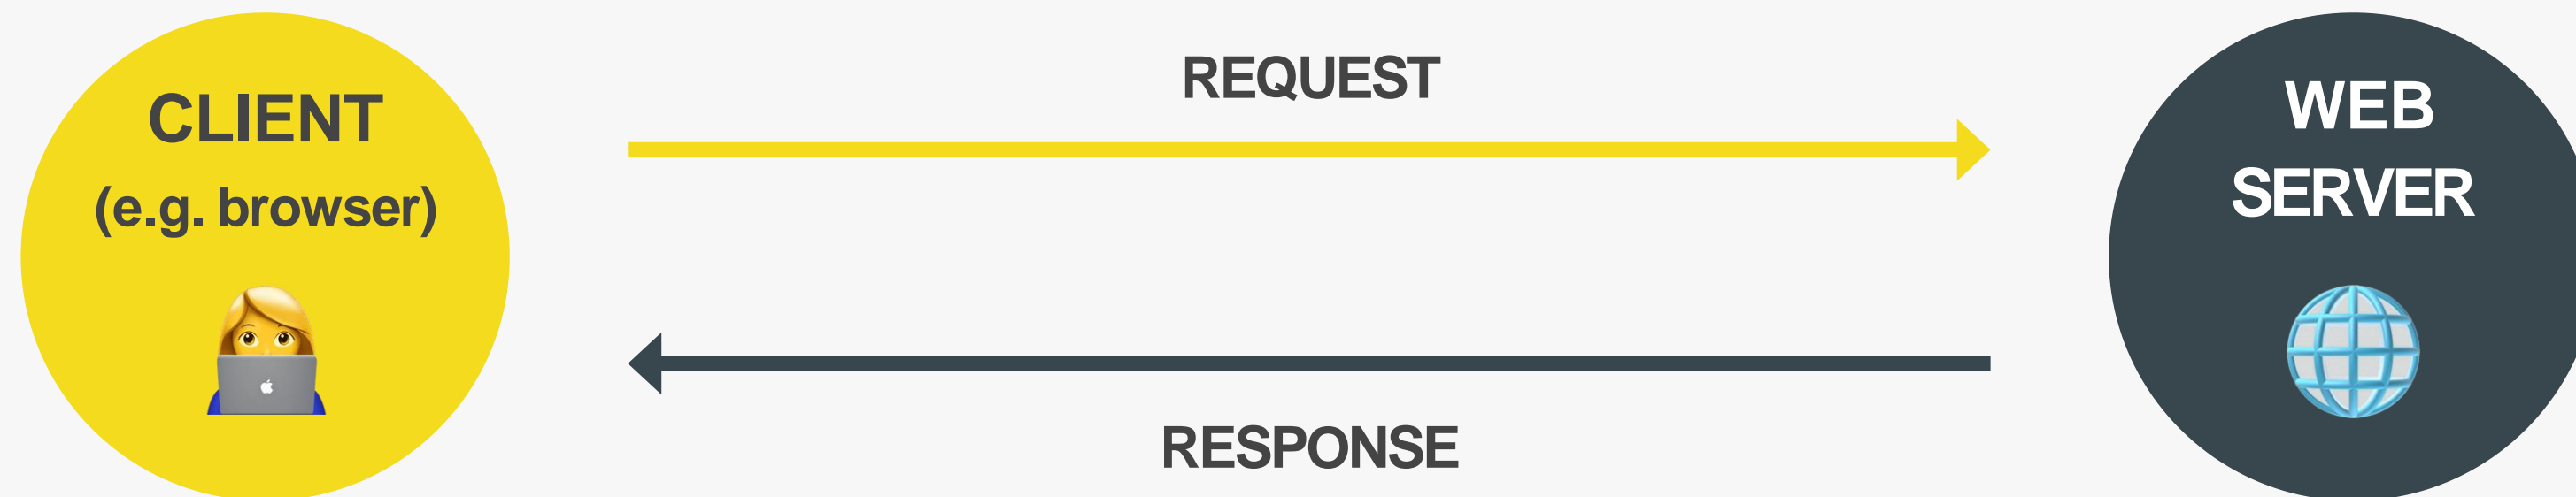 CLIENT
(e.g. browser)
REQUEST
RESPONSE
WEB
SERVER